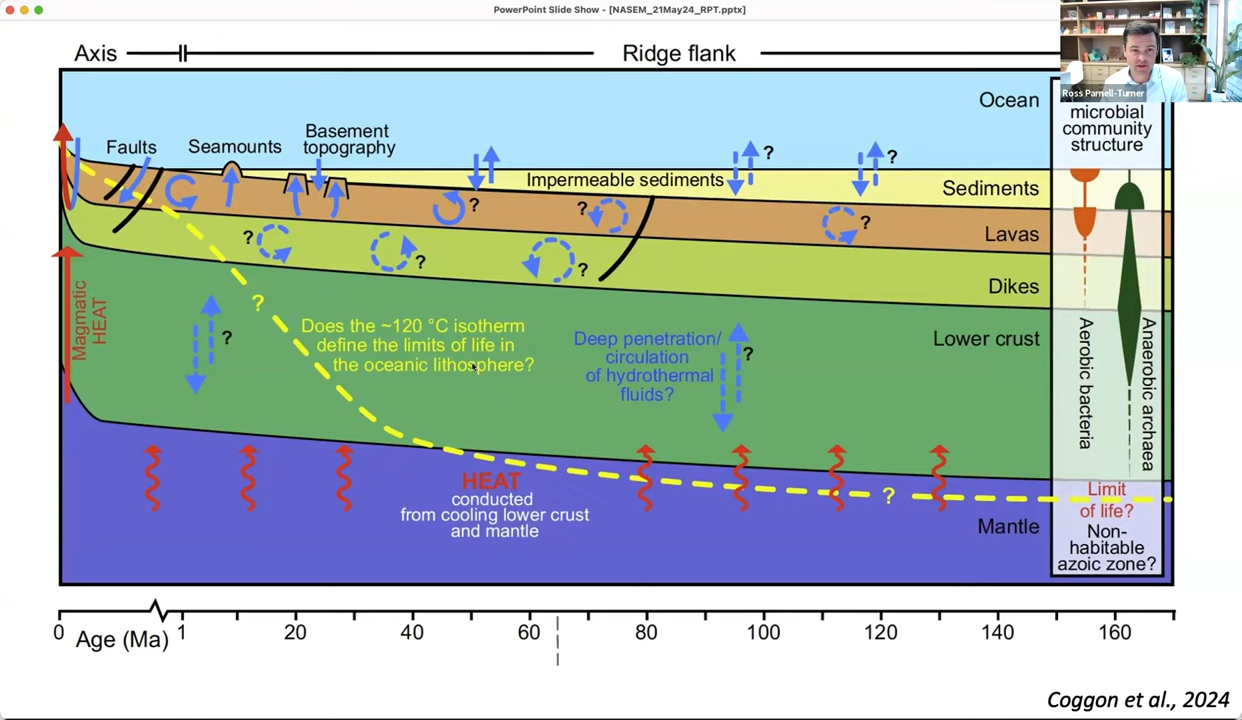 PowerPoint Slide Show - [NASEM_21May24_RPT.pptx]
Axis
Ridge flank
Ross Parnell-Turner
Ocean
microbial
community
structure
Faults
Seamounts
Basement
topography
?
?
Impermeable sediments
Sediments
?
?
?
Lavas
?
?
?
Dikes
Magmatic
HEAT
?
?
Does the ~120 °C isotherm
define the limits of life in
the oceanic lithosphere?
Deep penetration/
circulation
of hydrothermal
fluids?
?
Lower crust
Aerobic bacteria
Anaerobic archaea
HEAT
conducted
from cooling lower crust
and mantle
?
Mantle
Limit
of life?
Non-
habitable
azoic zone?
0 Age (Ma) 1 20 40 60 80 100 120 140 160
Coggon et al., 2024